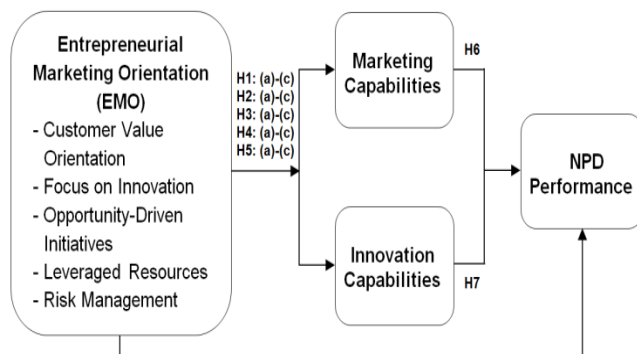 Entrepreneurial
Marketing Orientation
(EMO)
- Customer Value
Orientation
- Focus on Innovation
- Opportunity-Driven
Initiatives
- Leveraged Resources
- Risk Management
H1: (a)-(c)
H2: (a)-(c)
H3: (a)-(c)
H4: (a)-(c)
H5: (a)-(c)
Marketing
Capabilities
H6
Innovation
Capabilities
H7
NPD
Performance